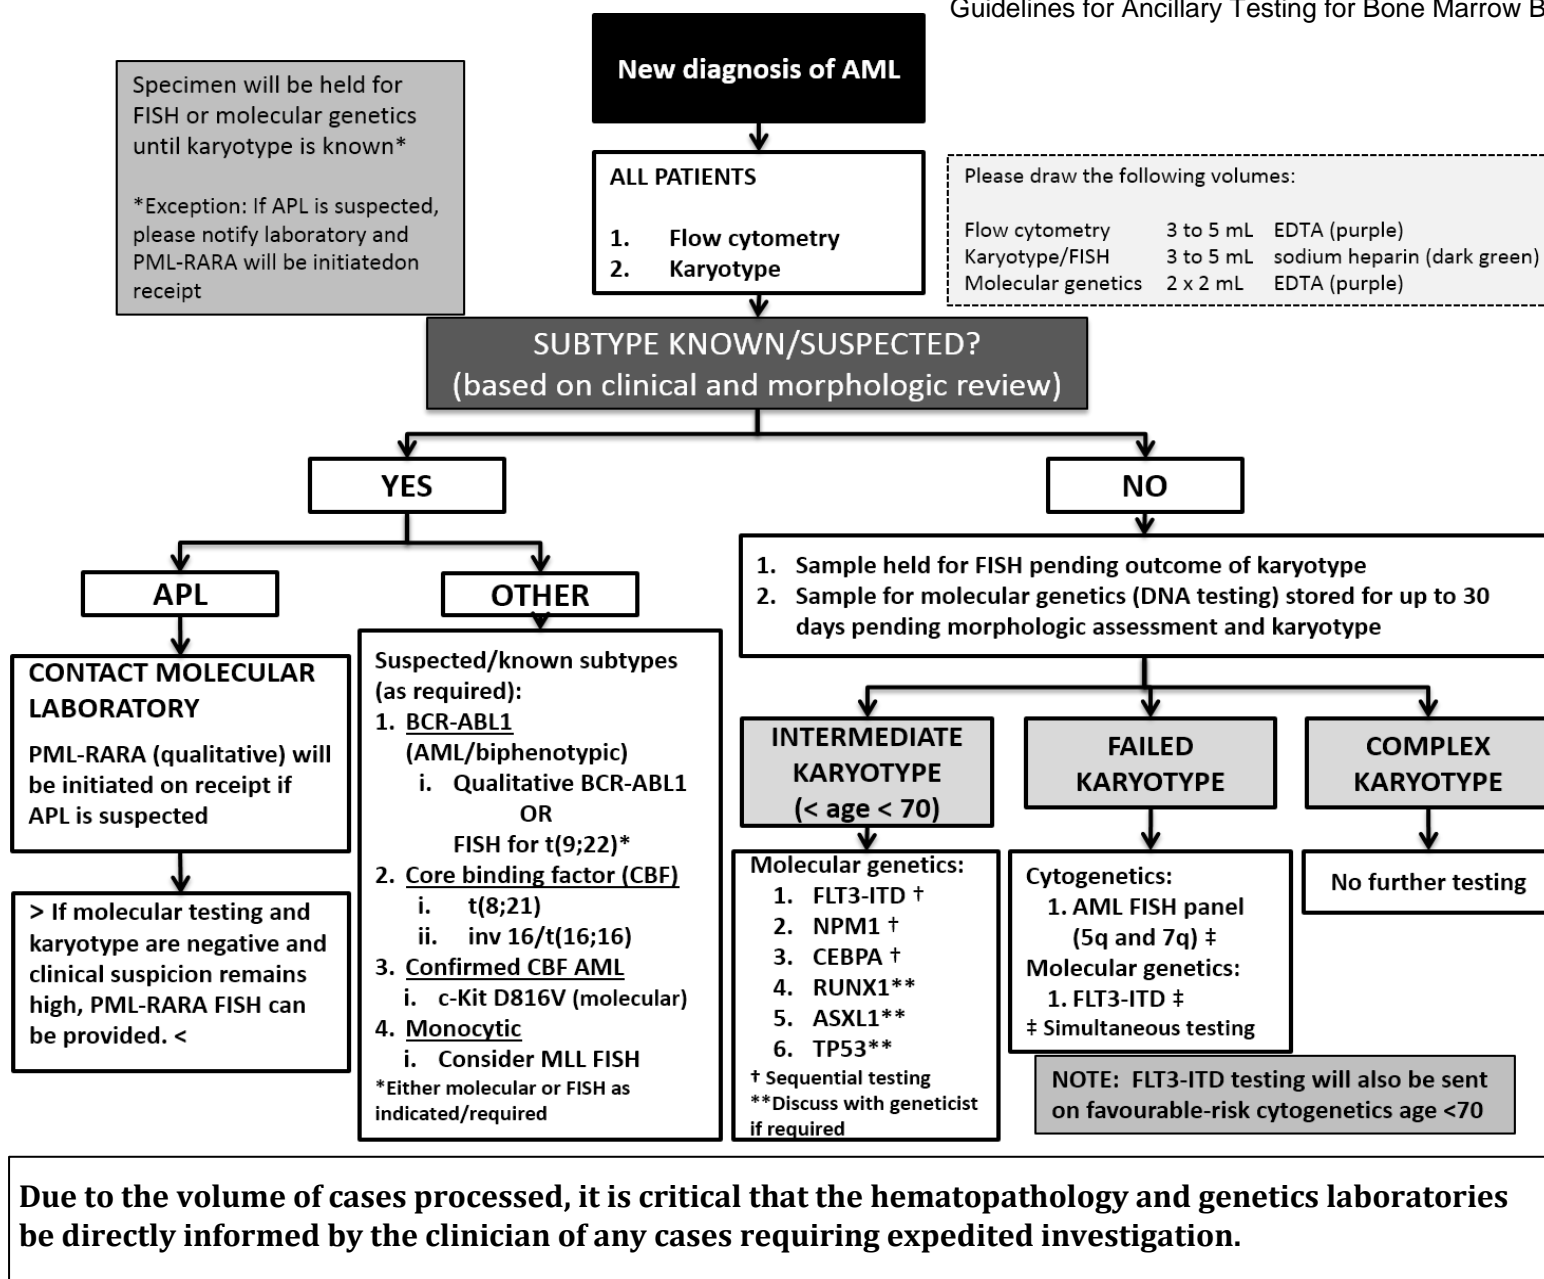 Guidelines for Ancillary Testing for Bone Marrow B
New diagnosis of AML
Specimen will be held for
FISH or molecular genetics
until karyotype is known*
*Exception: If APL is suspected,
please notify laboratory and
PML-RARA will be initiatedon
receipt
ALL PATIENTS
1. Flow cytometry
2. Karyotype
Please draw the following volumes:
Flow cytometry 3 to 5 mL EDTA (purple)
Karyotype/FISH 3 to 5 mL sodium heparin (dark green)
Molecular genetics 2 x 2 mL EDTA (purple)
SUBTYPE KNOWN/SUSPECTED?
(based on clinical and morphologic review)
YES
NO
APL
OTHER
CONTACT MOLECULAR
LABORATORY
PML-RARA (qualitative) will
be initiated on receipt if
APL is suspected
> If molecular testing and
karyotype are negative and
clinical suspicion remains
high, PML-RARA FISH can
be provided. <
Suspected/known subtypes
(as required):
1. BCR-ABL1
(AML/biphenotypic)
i. Qualitative BCR-ABL1
OR
FISH for t(9;22)*
2. Core binding factor (CBF)
i. t(8;21)
ii. inv 16/t(16;16)
3. Confirmed CBF AML
i. c-Kit D816V (molecular)
4. Monocytic
i. Consider MLL FISH
*Either molecular or FISH as
indicated/required
1. Sample held for FISH pending outcome of karyotype
2. Sample for molecular genetics (DNA testing) stored for up to 30
days pending morphologic assessment and karyotype
INTERMEDIATE
KARYOTYPE
(< age < 70)
Molecular genetics:
1. FLT3-ITD †
2. NPM1 †
3. CEBPA †
4. RUNX1**
5. ASXL1**
6. TP53**
† Sequential testing
**Discuss with geneticist
if required
FAILED
KARYOTYPE
Cytogenetics:
1. AML FISH panel
(5q and 7q) ‡
Molecular genetics:
1. FLT3-ITD ‡
‡ Simultaneous testing
COMPLEX
KARYOTYPE
No further testing
NOTE: FLT3-ITD testing will also be sent
on favourable-risk cytogenetics age <70
Due to the volume of cases processed, it is critical that the hematopathology and genetics laboratories
be directly informed by the clinician of any cases requiring expedited investigation.